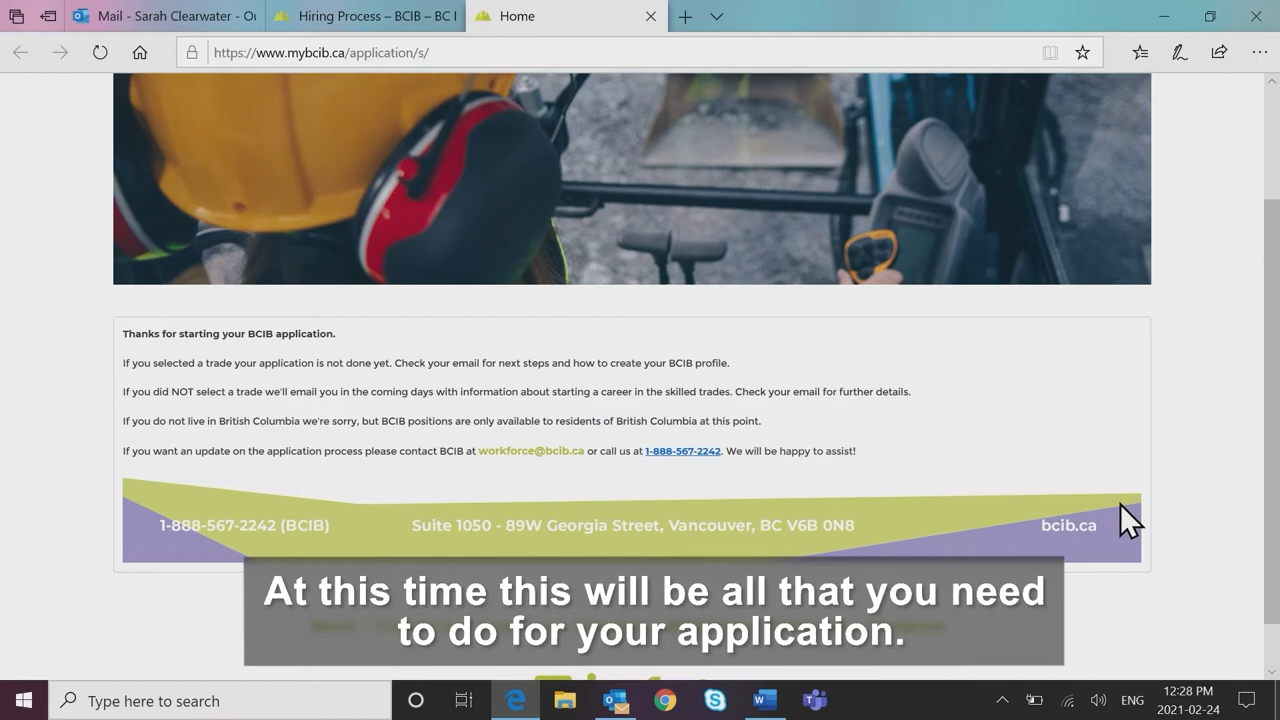 Mail - Sarah Clearwater - Ou
Hiring Process – BCIB – BC I
Home
https://www.mybcib.ca/application/s/
Thanks for starting your BCIB application.
If you selected a trade your application is not done yet. Check your email for next steps and how to create your BCIB profile.
If you did NOT select a trade we'll email you in the coming days with information about starting a career in the skilled trades. Check your email for further details.
If you do not live in British Columbia we're sorry, but BCIB positions are only available to residents of British Columbia at this point.
If you want an update on the application process please contact BCIB at workforce@bcib.ca or call us at 1-888-567-2242. We will be happy to assist!
1-888-567-2242 (BCIB)
Suite 1050 - 89W Georgia Street, Vancouver, BC V6B 0N8
bcib.ca
At this time this will be all that you need
to do for your application.
Type here to search
ENG
12:28 PM
2021-02-24